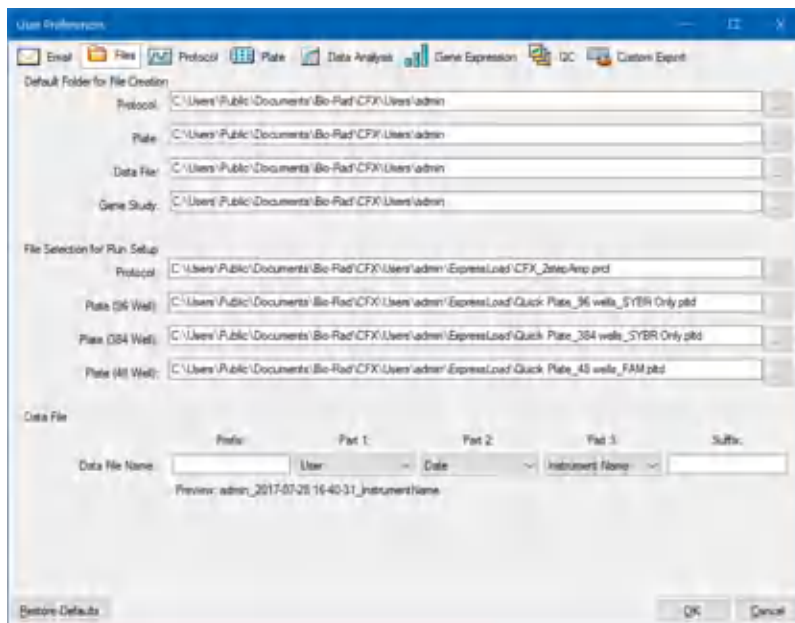 User Preferences
Email Files Protocol Plate Data Analysis Gene Expression QC Custom Export
Default Folder for File Creation
Protocol: C:\Users\Public\Documents\Bio-Rad\CFX\Users\admin ...
Plate: C:\Users\Public\Documents\Bio-Rad\CFX\Users\admin ...
Data File: C:\Users\Public\Documents\Bio-Rad\CFX\Users\admin ...
Gene Study: C:\Users\Public\Documents\Bio-Rad\CFX\Users\admin ...
File Selection for Run Setup
Protocol: C:\Users\Public\Documents\Bio-Rad\CFX\Users\admin\ExpressLoad\CFX_2stepAmp.prcl ...
Plate (96 Well): C:\Users\Public\Documents\Bio-Rad\CFX\Users\admin\ExpressLoad\Quick Plate_96 wells_SYBR Only.pltd ...
Plate (384 Well): C:\Users\Public\Documents\Bio-Rad\CFX\Users\admin\ExpressLoad\Quick Plate_384 wells_SYBR Only.pltd ...
Plate (48 Well): C:\Users\Public\Documents\Bio-Rad\CFX\Users\admin\ExpressLoad\Quick Plate_48 wells_FAM.pltd ...
Data File
Prefix: Part 1: Part 2: Part 3: Suffix:
Data File Name: User Date Instrument Name
Preview: admin_2017-07-28 16-40-31_InstrumentName
Restore Defaults OK Cancel